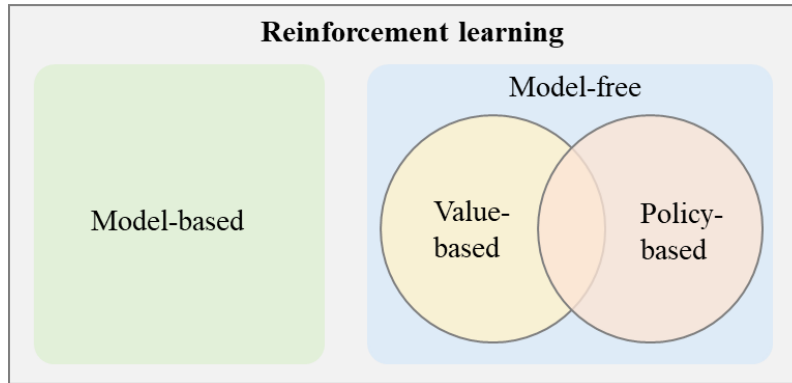 Reinforcement learning
Model-free
Model-based
Value-
based
Policy-
based